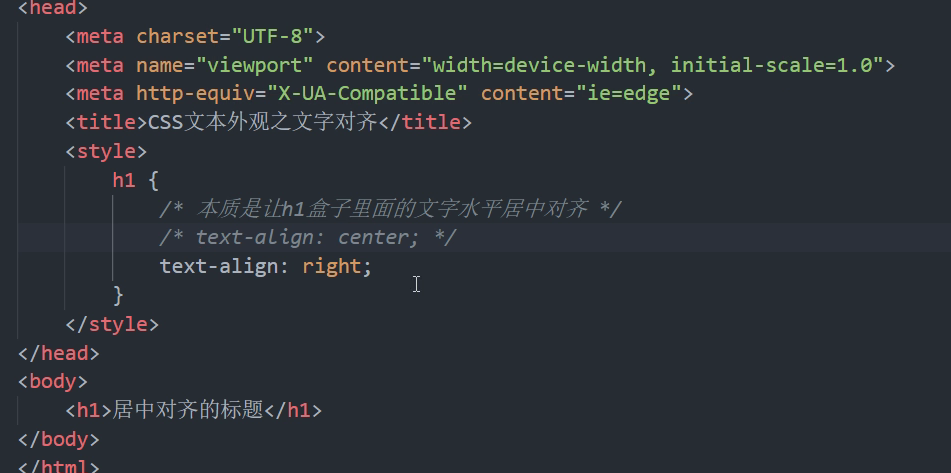 <head>
<meta charset="UTF-8">
<meta name="viewport" content="width=device-width, initial-scale=1.0">
<meta http-equiv="X-UA-Compatible" content="ie=edge">
<title>CSS文本外观之文字对齐</title>
<style>
h1 {
/* 本质是让h1盒子里面的文字水平居中对齐 */
/* text-align: center; */
text-align: right;
}
</style>
</head>
<body>
<h1>居中对齐的标题</h1>
</body>
</html>